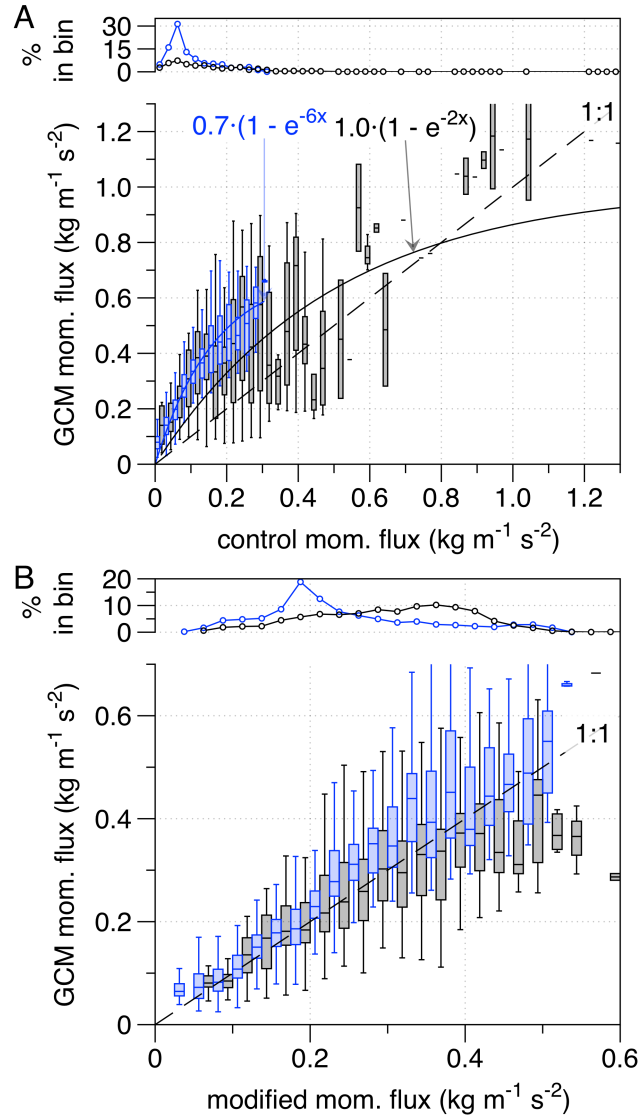 A
% in bin
30
15
0
GCM mom. flux (kg m⁻¹ s⁻²)
0.7·(1 - e⁻⁶ˣ)
1.0·(1 - e⁻²ˣ)
1:1
1.2
1.0
0.8
0.6
0.4
0.2
0
0 0.2 0.4 0.6 0.8 1.0 1.2
control mom. flux (kg m⁻¹ s⁻²)
B
% in bin
20
10
0
GCM mom. flux (kg m⁻¹ s⁻²)
1:1
0.6
0.4
0.2
0
0 0.2 0.4 0.6
modified mom. flux (kg m⁻¹ s⁻²)